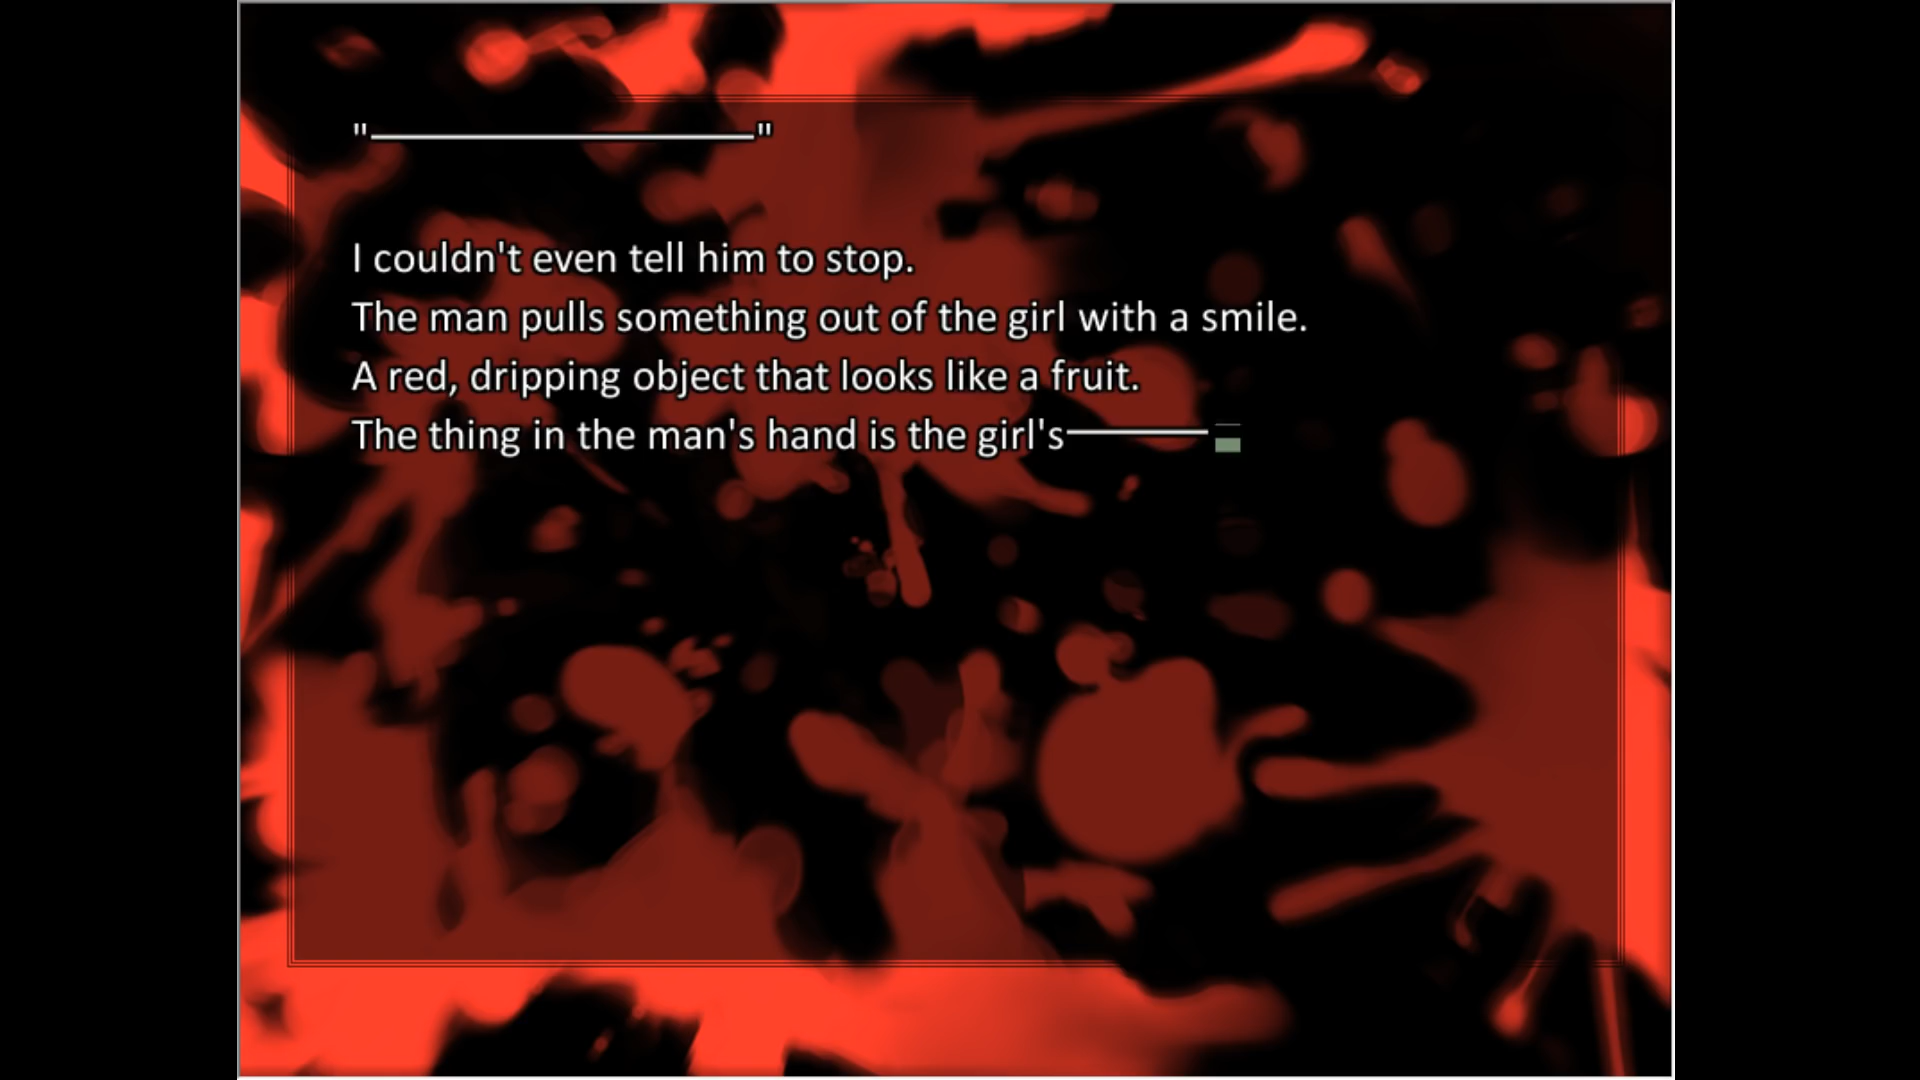 "―――――――――"
I couldn't even tell him to stop.
The man pulls something out of the girl with a smile.
A red, dripping object that looks like a fruit.
The thing in the man's hand is the girl's―――